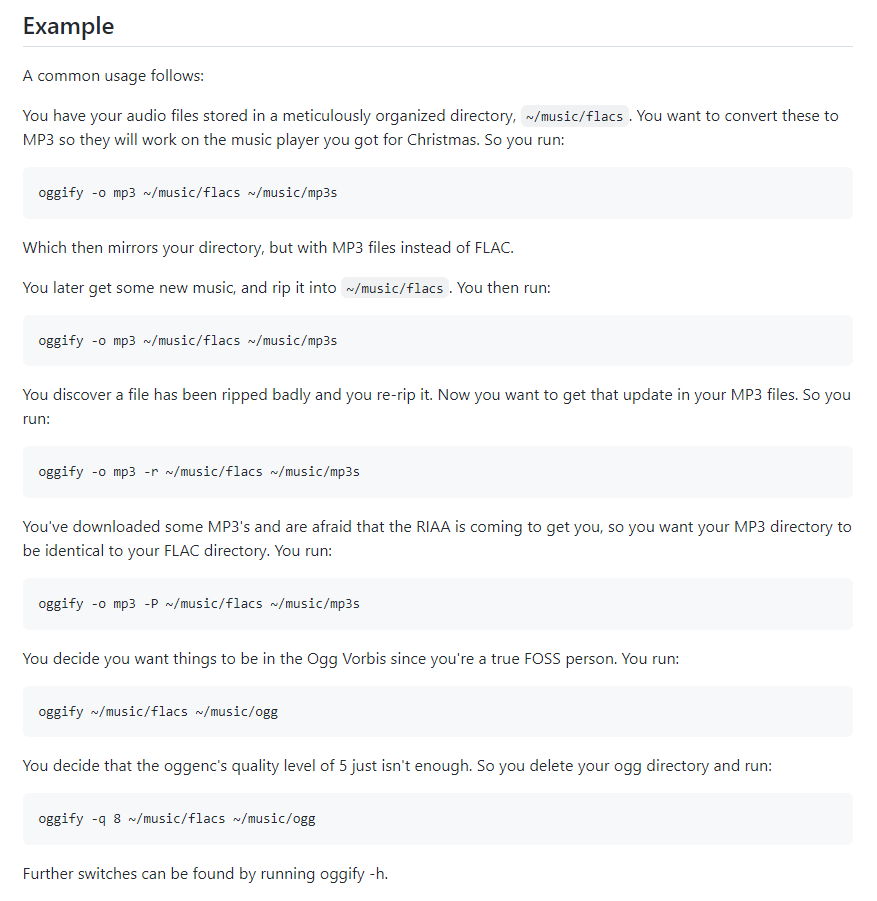 Example
A common usage follows:
You have your audio files stored in a meticulously organized directory, ~/music/flacs . You want to convert these to
MP3 so they will work on the music player you got for Christmas. So you run:
oggify -o mp3 ~/music/flacs ~/music/mp3s
Which then mirrors your directory, but with MP3 files instead of FLAC.
You later get some new music, and rip it into ~/music/flacs . You then run:
oggify -o mp3 ~/music/flacs ~/music/mp3s
You discover a file has been ripped badly and you re-rip it. Now you want to get that update in your MP3 files. So you
run:
oggify -o mp3 -r ~/music/flacs ~/music/mp3s
You've downloaded some MP3's and are afraid that the RIAA is coming to get you, so you want your MP3 directory to
be identical to your FLAC directory. You run:
oggify -o mp3 -P ~/music/flacs ~/music/mp3s
You decide you want things to be in the Ogg Vorbis since you're a true FOSS person. You run:
oggify ~/music/flacs ~/music/ogg
You decide that the oggenc's quality level of 5 just isn't enough. So you delete your ogg directory and run:
oggify -q 8 ~/music/flacs ~/music/ogg
Further switches can be found by running oggify -h.